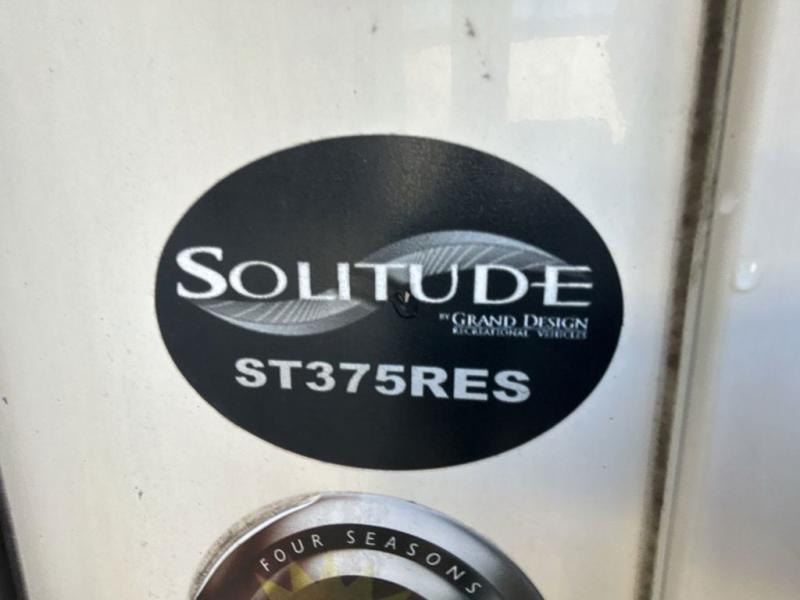 SOLITUDE
BY GRAND DESIGN
RECREATIONAL VEHICLES
ST375RES
FOUR SEASONS